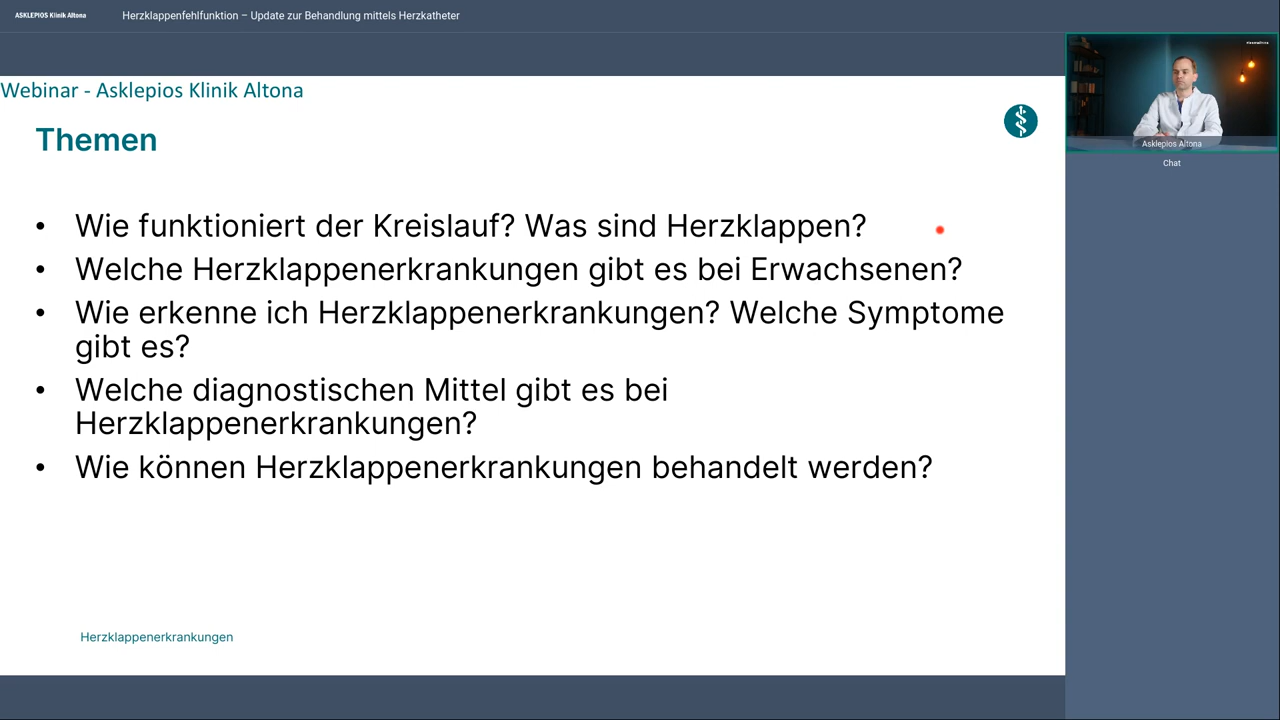 ASKLEPIOS Klinik Altona
Herzklappenfehlfunktion – Update zur Behandlung mittels Herzkatheter
Webinar - Asklepios Klinik Altona
Themen
• Wie funktioniert der Kreislauf? Was sind Herzklappen?
• Welche Herzklappenerkrankungen gibt es bei Erwachsenen?
• Wie erkenne ich Herzklappenerkrankungen? Welche Symptome
gibt es?
• Welche diagnostischen Mittel gibt es bei
Herzklappenerkrankungen?
• Wie können Herzklappenerkrankungen behandelt werden?
Herzklappenerkrankungen
Asklepios Altona
Chat